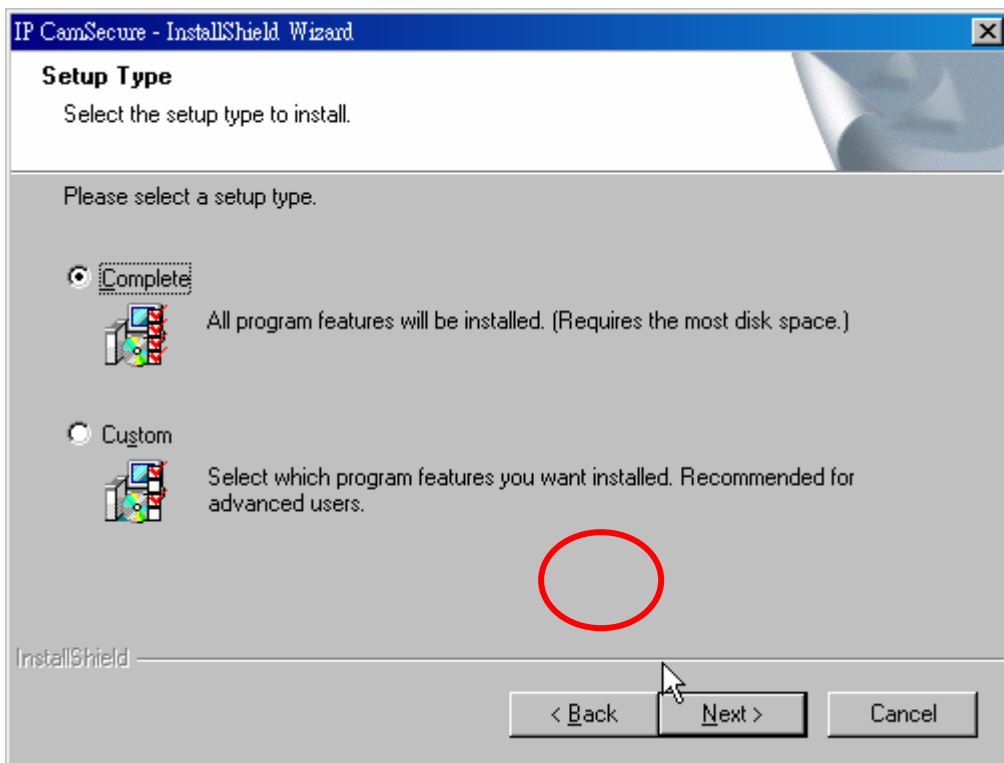 IP CamSecure - InstallShield Wizard
Setup Type
Select the setup type to install.
Please select a setup type.
Complete
All program features will be installed. (Requires the most disk space.)
Custom
Select which program features you want installed. Recommended for
advanced users.
InstallShield
< Back Next > Cancel